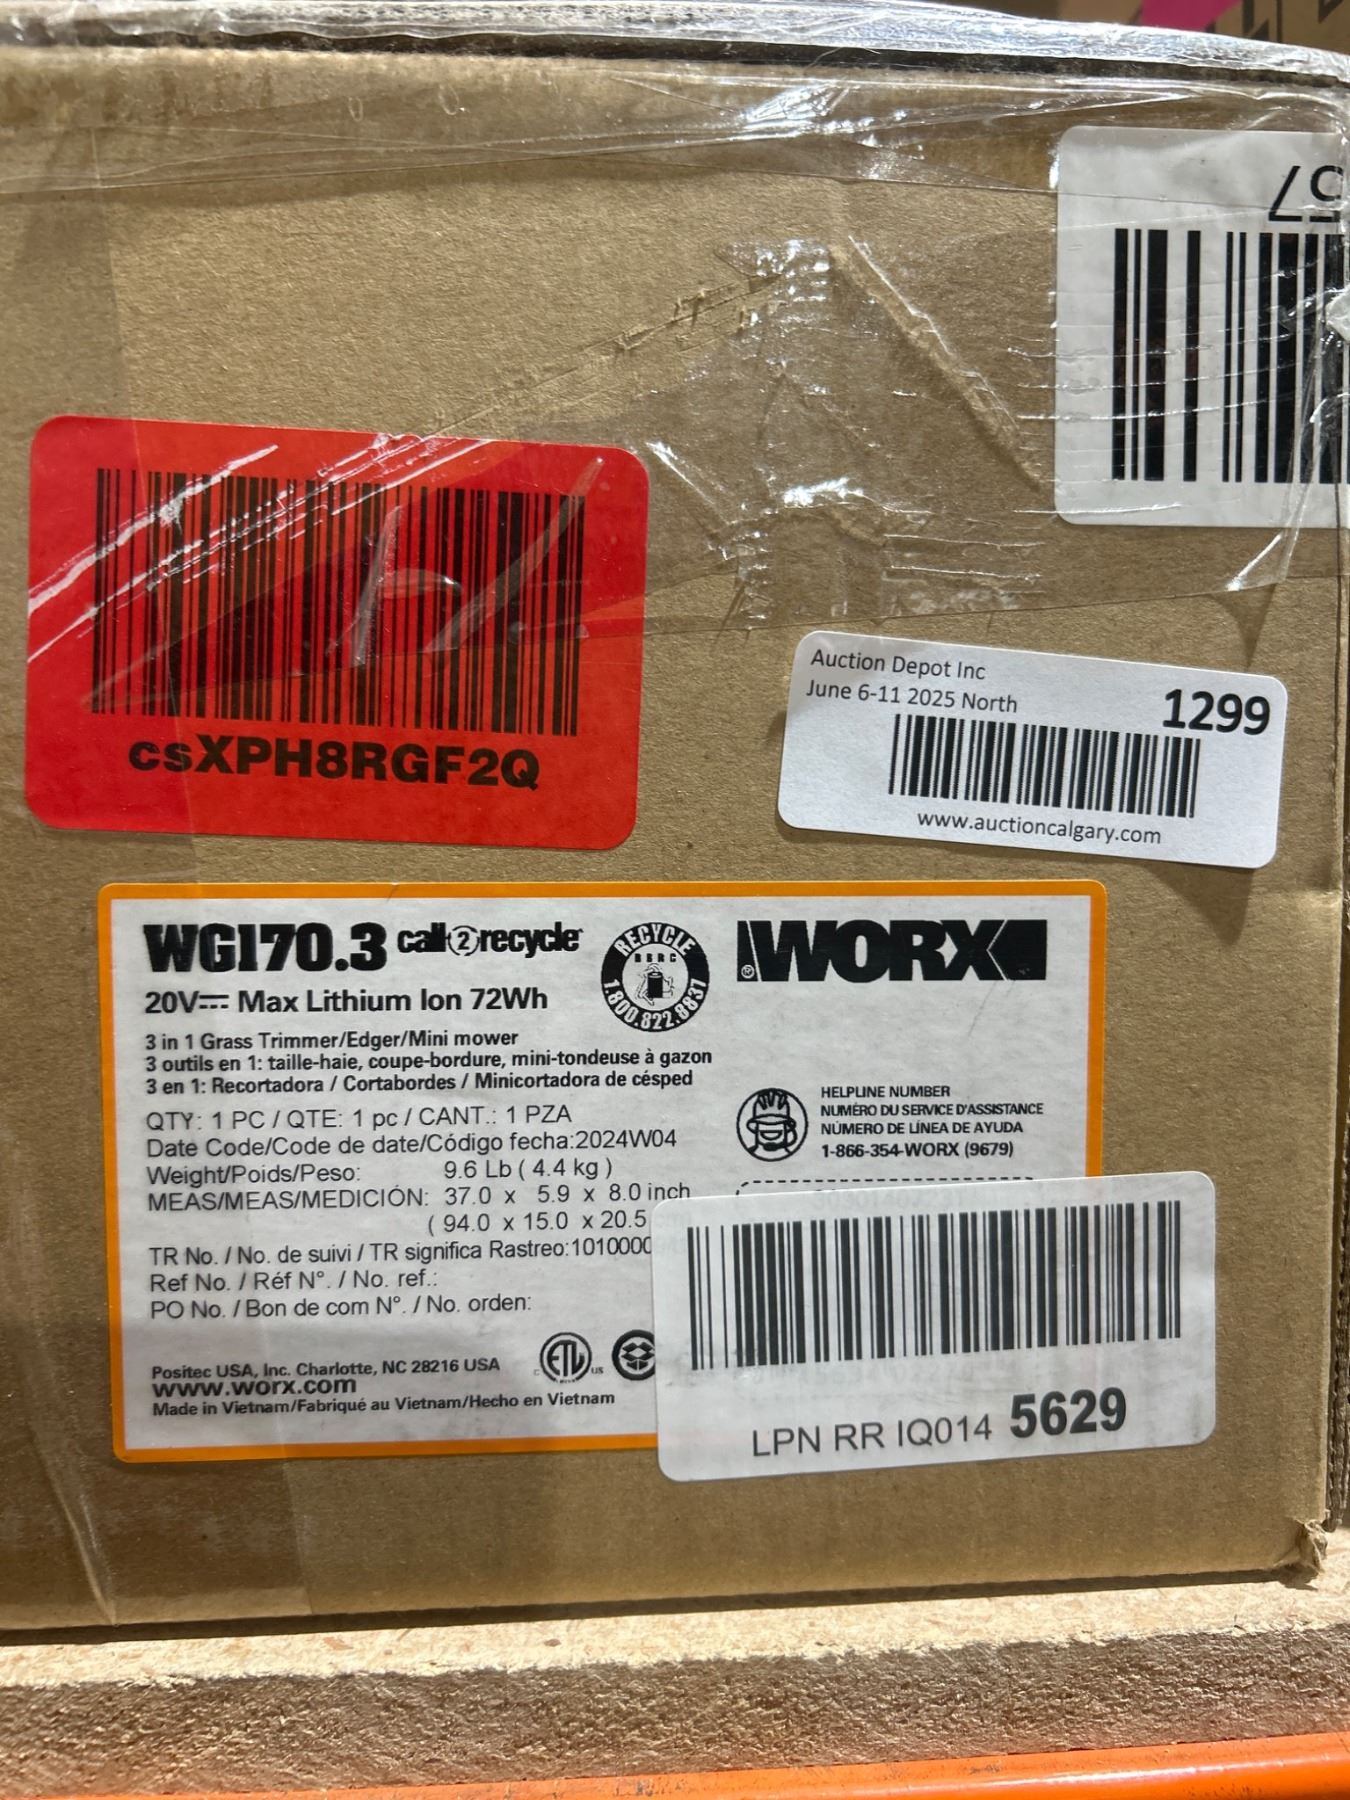 57
csXPH8RGF2Q
Auction Depot Inc
June 6-11 2025 North
1299
www.auctioncalgary.com
WG170.3 call2recycle WORX
RECYCLE
RBRC
1.800.822.8837
20V Max Lithium Ion 72Wh
3 in 1 Grass Trimmer/Edger/Mini mower
3 outils en 1: taille-haie, coupe-bordure, mini-tondeuse à gazon
3 en 1: Recortadora / Cortabordes / Minicortadora de césped
HELPLINE NUMBER
NUMÉRO DU SERVICE D'ASSISTANCE
NÚMERO DE LÍNEA DE AYUDA
1-866-354-WORX (9679)
QTY: 1 PC / QTE: 1 pc / CANT.: 1 PZA
Date Code/Code de date/Código fecha:2024W04
Weight/Poids/Peso: 9.6 Lb ( 4.4 kg )
MEAS/MEAS/MEDICIÓN: 37.0 x 5.9 x 8.0 inch
( 94.0 x 15.0 x 20.5
TR No. / No. de suivi / TR significa Rastreo:1010000
Ref No. / Réf N°. / No. ref.:
PO No. / Bon de com N°. / No. orden:
ETL
C US
Positec USA, Inc. Charlotte, NC 28216 USA
www.worx.com
Made in Vietnam/Fabriqué au Vietnam/Hecho en Vietnam
LPN RR IQ014 5629